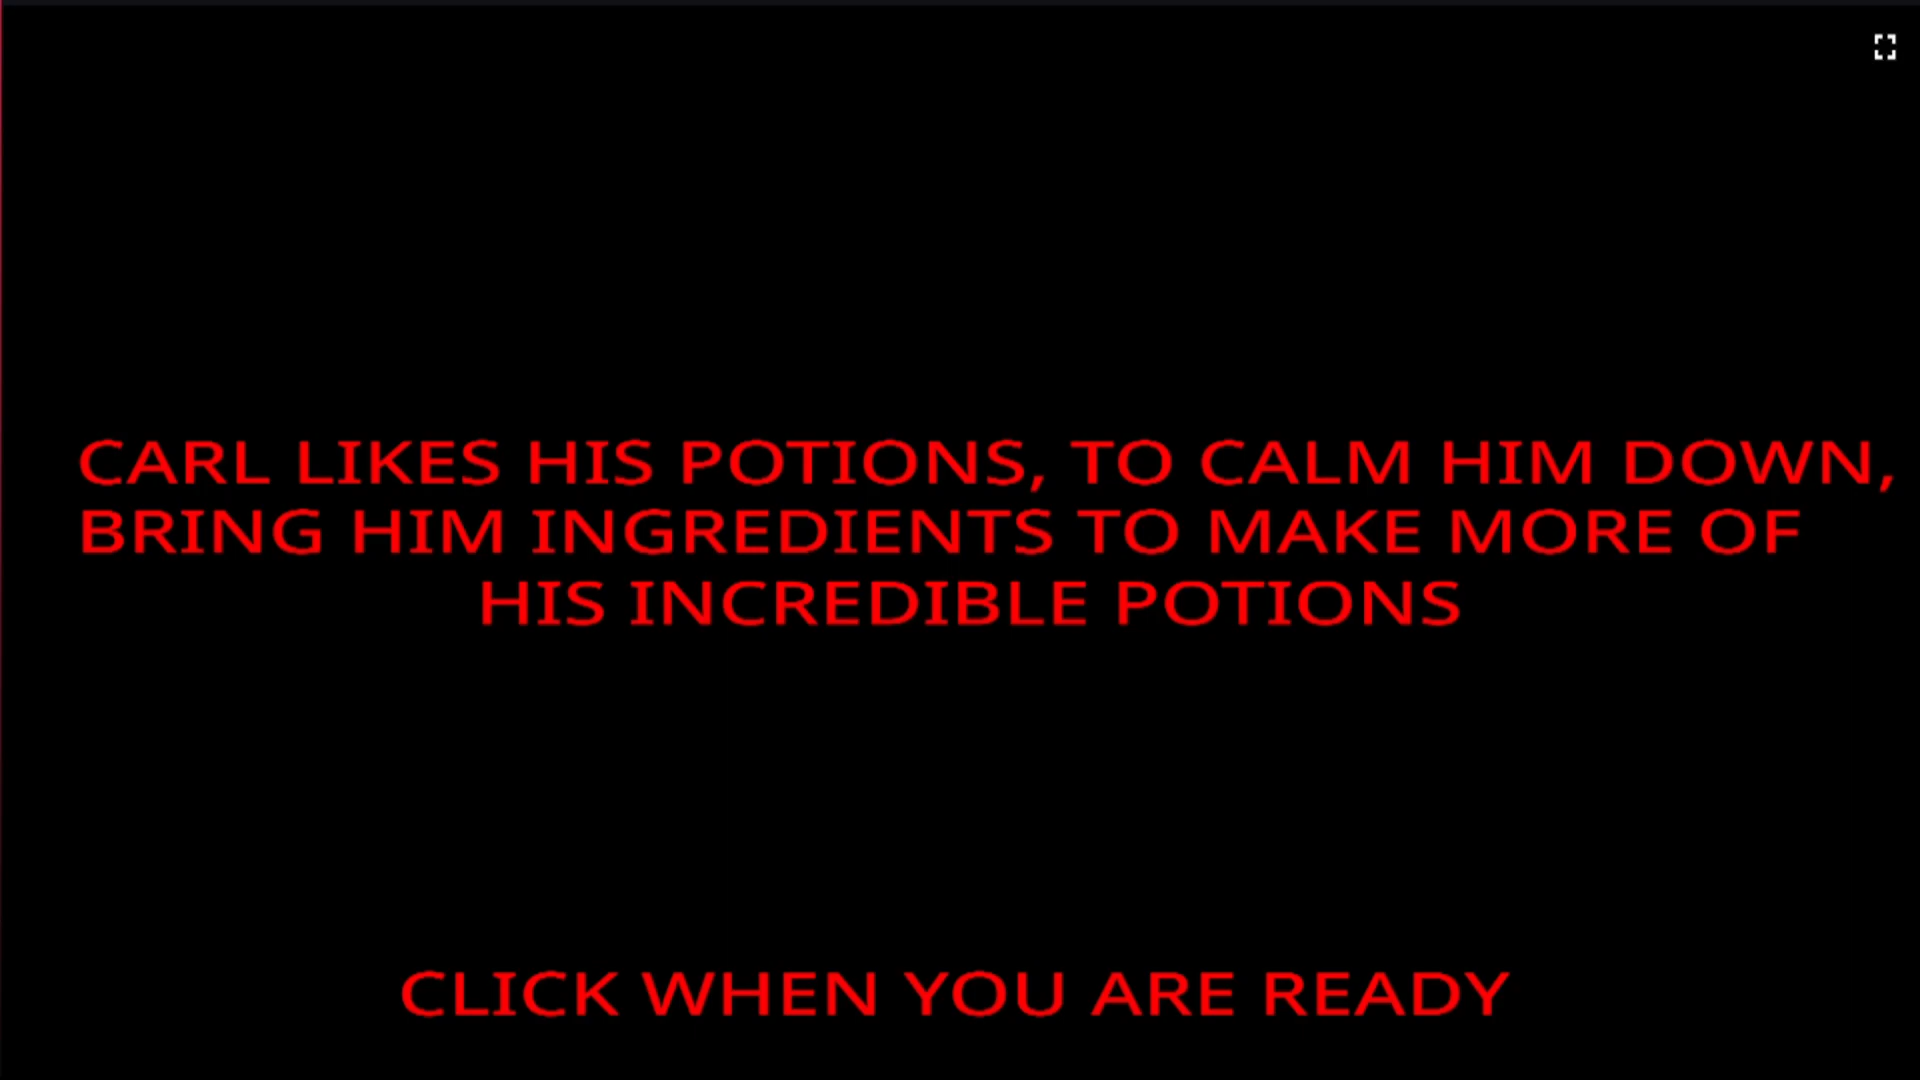 CARL LIKES HIS POTIONS, TO CALM HIM DOWN,
BRING HIM INGREDIENTS TO MAKE MORE OF
HIS INCREDIBLE POTIONS
CLICK WHEN YOU ARE READY